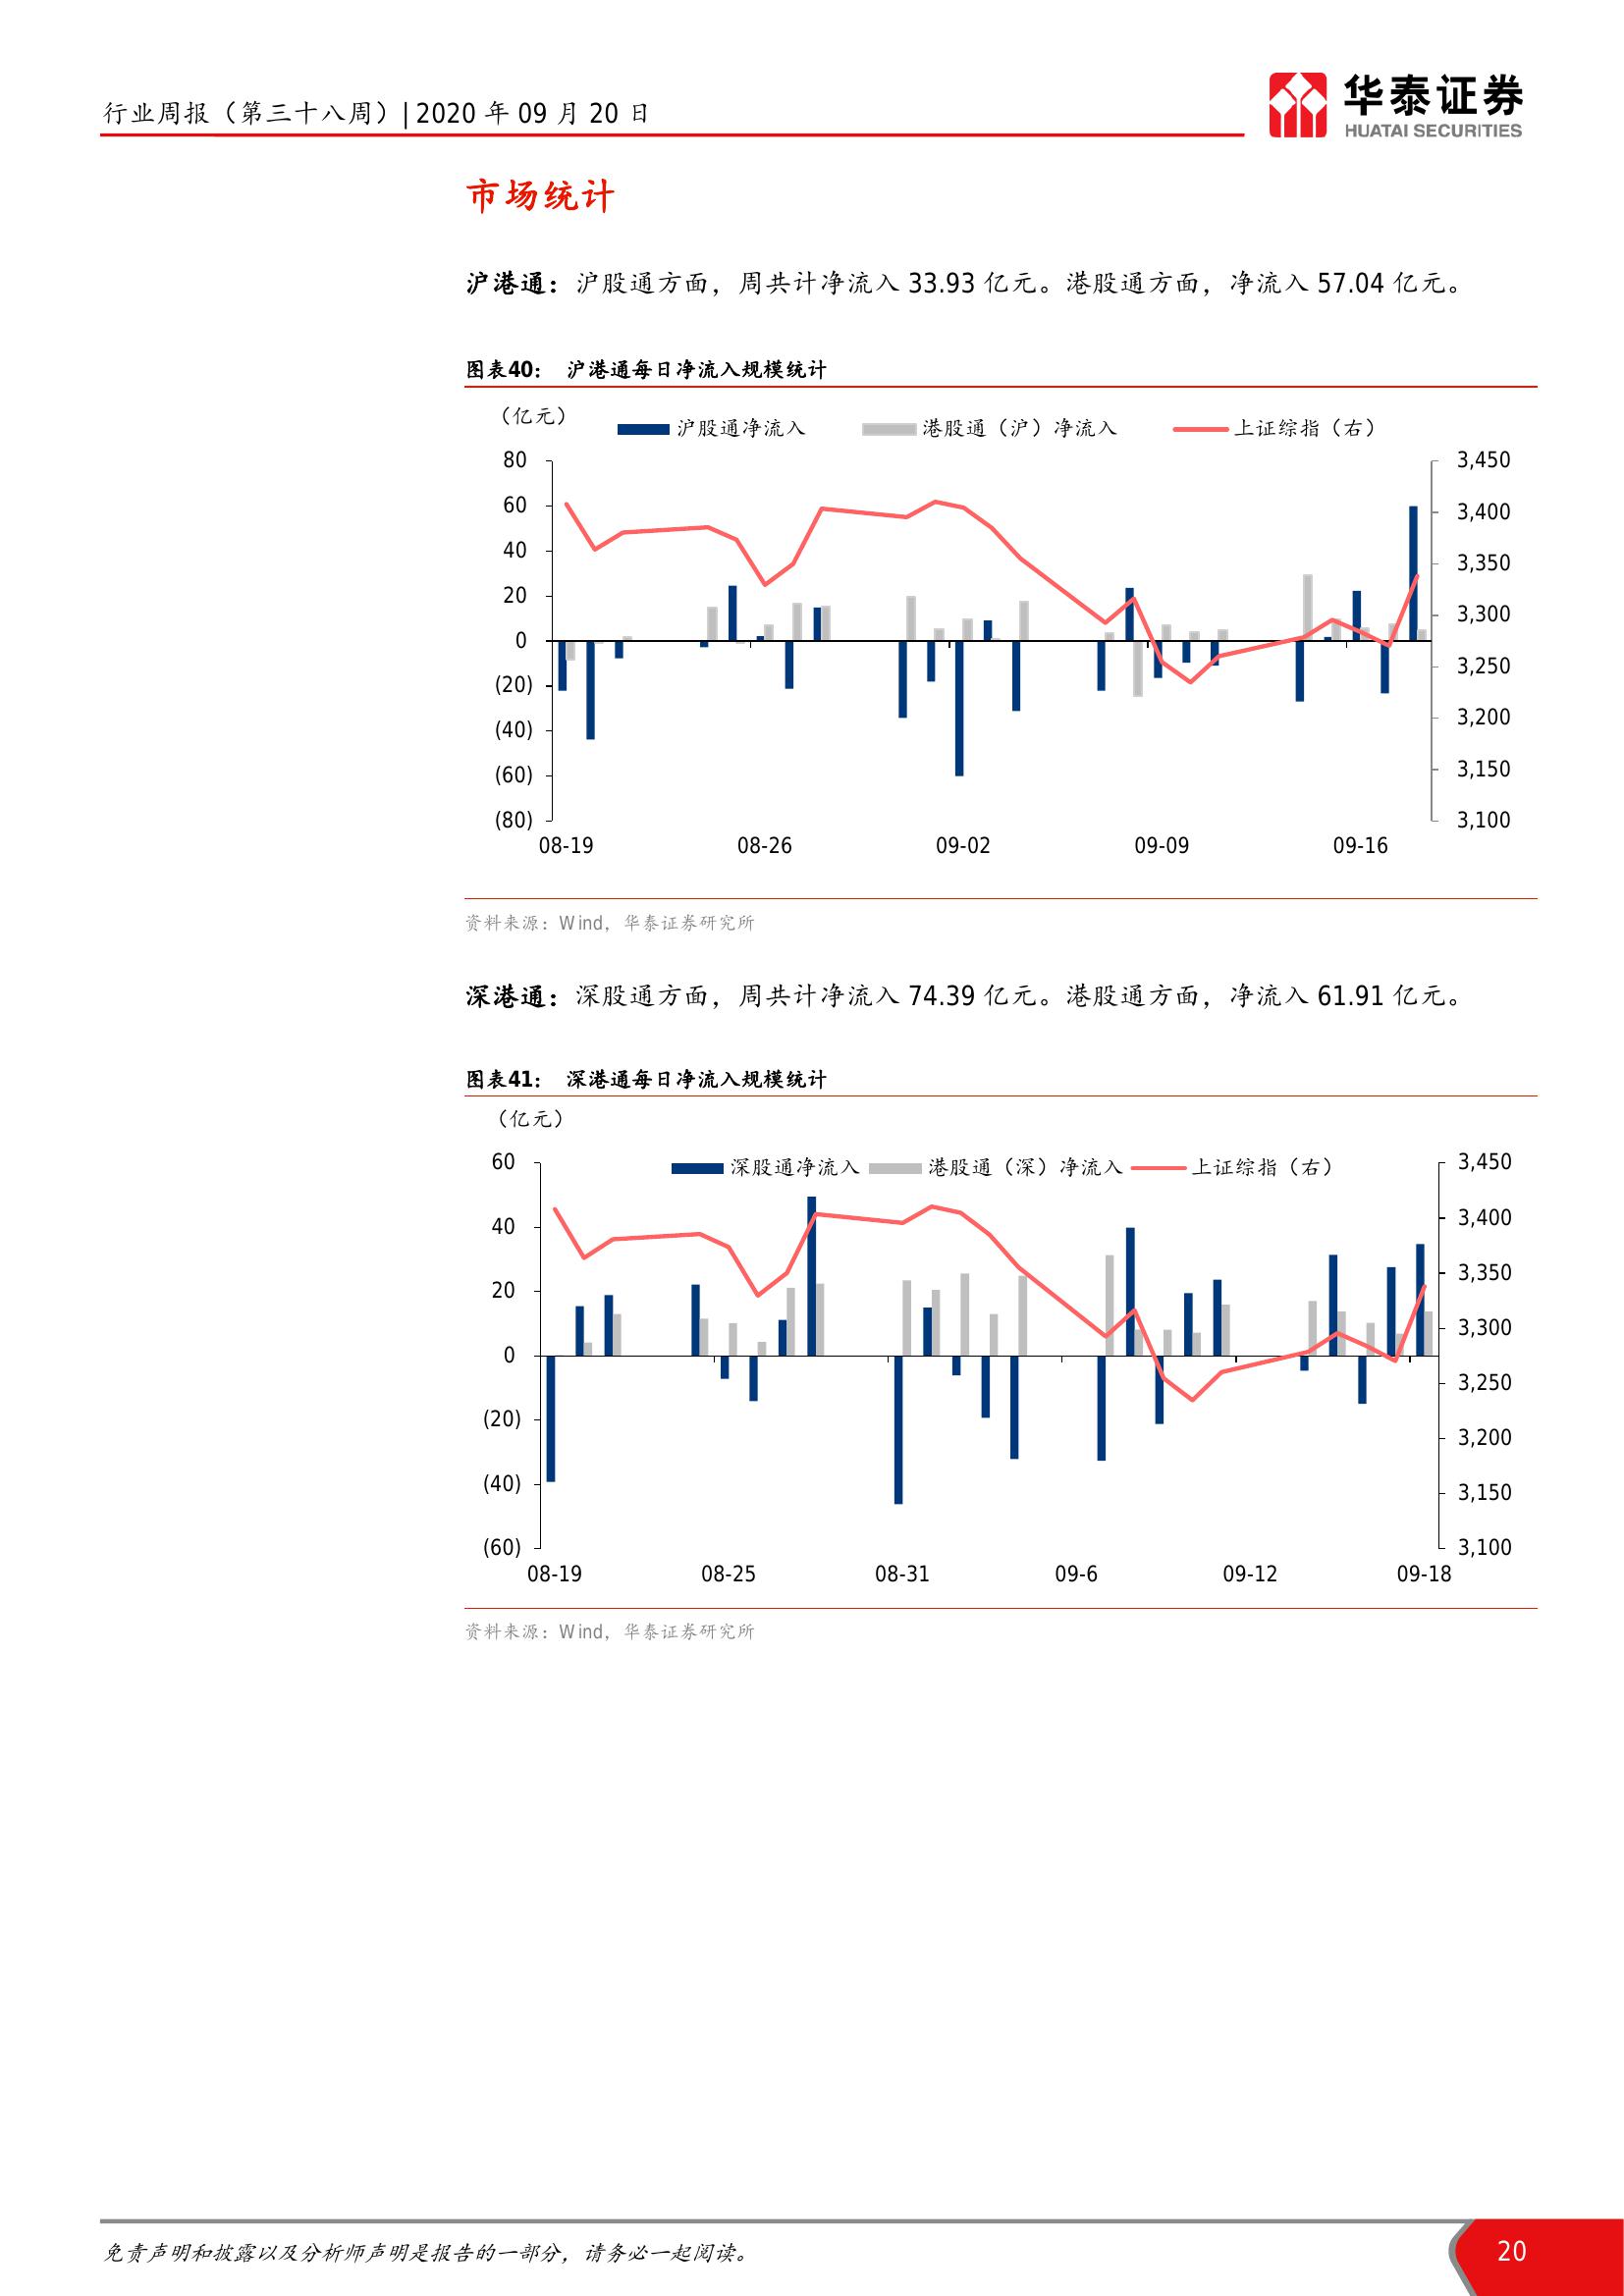 行业周报（第三十八周）| 2020 年 09 月 20 日
华泰证券
HUATAI SECURITIES
市场统计
沪港通：沪股通方面，周共计净流入 33.93 亿元。港股通方面，净流入 57.04 亿元。
图表40： 沪港通每日净流入规模统计
（亿元）
沪股通净流入 港股通（沪）净流入 上证综指（右）
80 3,450
60 3,400
40 3,350
20 3,300
0 3,250
(20) 3,200
(40) 3,150
(60) 3,100
(80)
08-19 08-26 09-02 09-09 09-16
资料来源：Wind，华泰证券研究所
深港通：深股通方面，周共计净流入 74.39 亿元。港股通方面，净流入 61.91 亿元。
图表41： 深港通每日净流入规模统计
（亿元）
深股通净流入 港股通（深）净流入 上证综指（右）
60 3,450
40 3,400
20 3,350
0 3,300
(20) 3,250
(40) 3,200
(60) 3,150
3,100
08-19 08-25 08-31 09-6 09-12 09-18
资料来源：Wind，华泰证券研究所
免责声明和披露以及分析师声明是报告的一部分，请务必一起阅读。 20